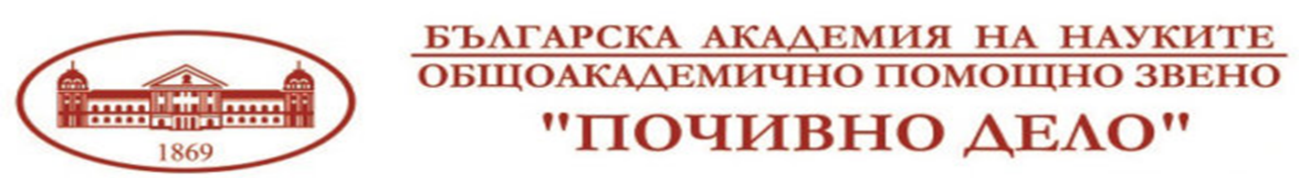 1869
БЪЛГАРСКА АКАДЕМИЯ НА НАУКИТЕ
ОБЩОАКАДЕМИЧНО ПОМОЩНО ЗВЕНО
"ПОЧИВНО ДЕЛО"